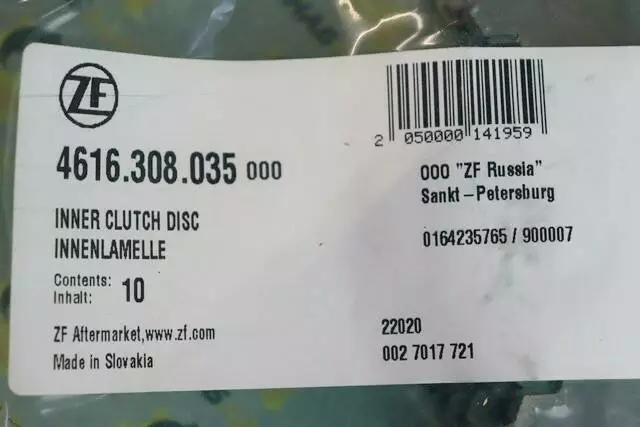 ZF
4616.308.035 000
INNER CLUTCH DISC
INNENLAMELLE
Contents:
Inhalt: 10
ZF Aftermarket,www.zf.com
Made in Slovakia
2 050000 141959
000 "ZF Russia"
Sankt-Petersburg
0164235765 / 900007
22020
002 7017 721